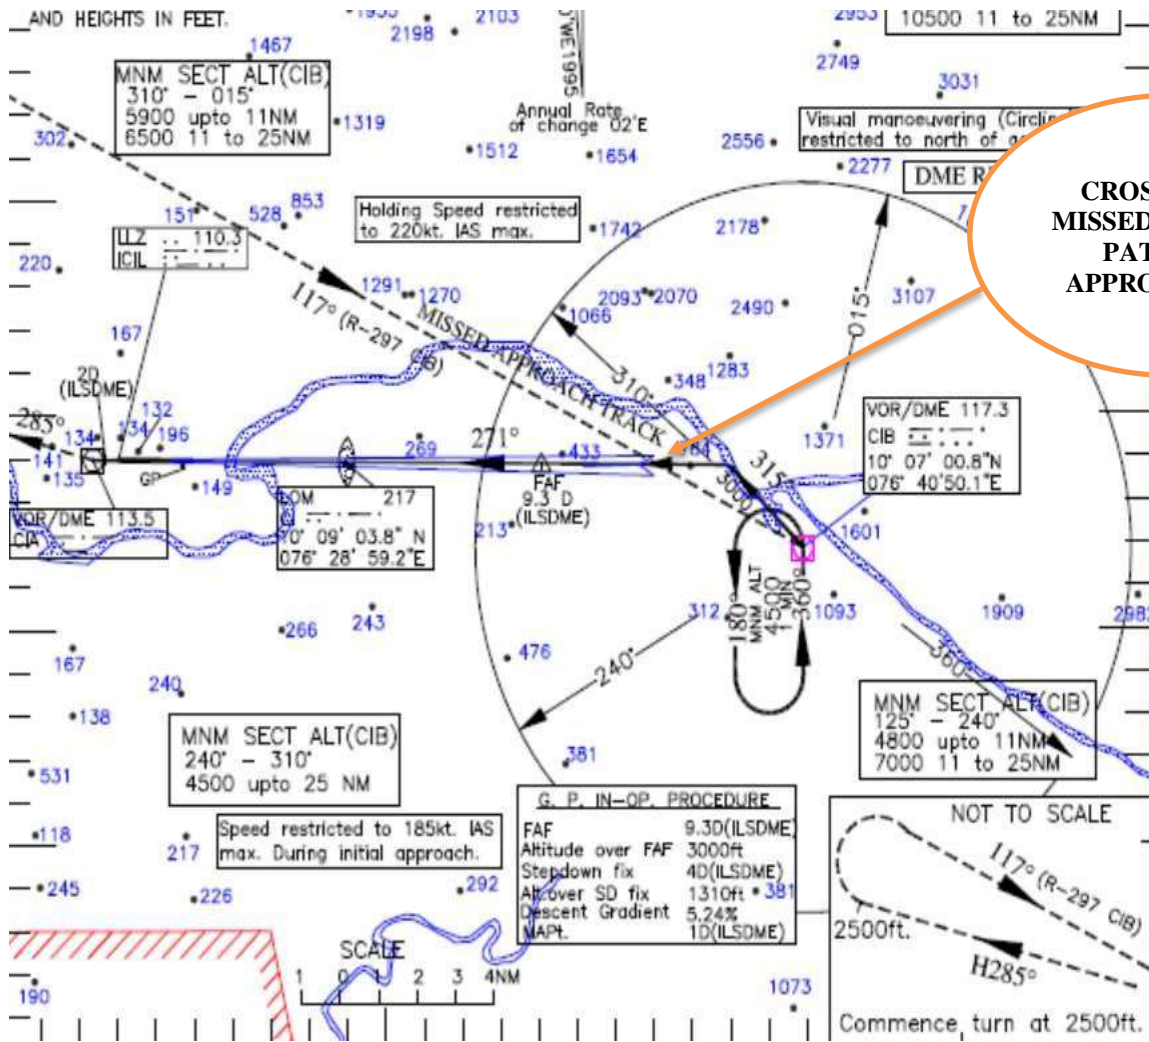 AND HEIGHTS IN FEET.
2198
2103
2953
10500 11 to 25NM
1467
2749
MNM SECT ALT(CIB)
310° - 015°
5900 upto 11NM
6500 11 to 25NM
0°WE1995
Annual Rate
of change 02'E
3031
302
1319
1512
1654
2556
Visual manoeuvering
restricted to north of
2277
DME
CROS
MISSED
PAT
APPRO
151
528
853
Holding Speed restricted
to 220kt. IAS max.
1742
2178
LLZ 110.3
ICIL
220
1291
1270
2093
2070
2490
3107
015°
117° (R-297 CIB)
MISSED APPROACH TRACK
1066
310°
167
348
1283
2D
(ILSDME)
285°
134
134
132
196
269
271°
433
184
1371
VOR/DME 117.3
CIB
10° 07' 00.8"N
076° 40'50.1"E
315°
3000
141
135
GP
149
FAF
9.3 D
(ILSDME)
LOM 217
CI
10° 09' 03.8" N
076° 28' 59.2"E
213
VOR/DME 113.5
CIA
1601
180°
MNM ALT
4500
1 MIN
360°
312
1093
1909
2982
266
243
167
476
240°
360°
240
138
MNM SECT ALT(CIB)
240° - 310°
4500 upto 25 NM
MNM SECT ALT(CIB)
125° - 240°
4800 upto 11NM
7000 11 to 25NM
531
381
118
217
Speed restricted to 185kt. IAS
max. During initial approach.
G. P. IN-OP. PROCEDURE
FAF 9.3D(ILSDME)
Altitude over FAF 3000ft
Stepdown fix 4D(ILSDME)
Alt.over SD fix 1310ft
Descent Gradient 5.24%
MAPt. 1D(ILSDME)
381
NOT TO SCALE
117° (R-297 CIB)
2500ft.
H285°
Commence turn at 2500ft.
245
226
292
SCALE
1 0 1 2 3 4NM
190
1073